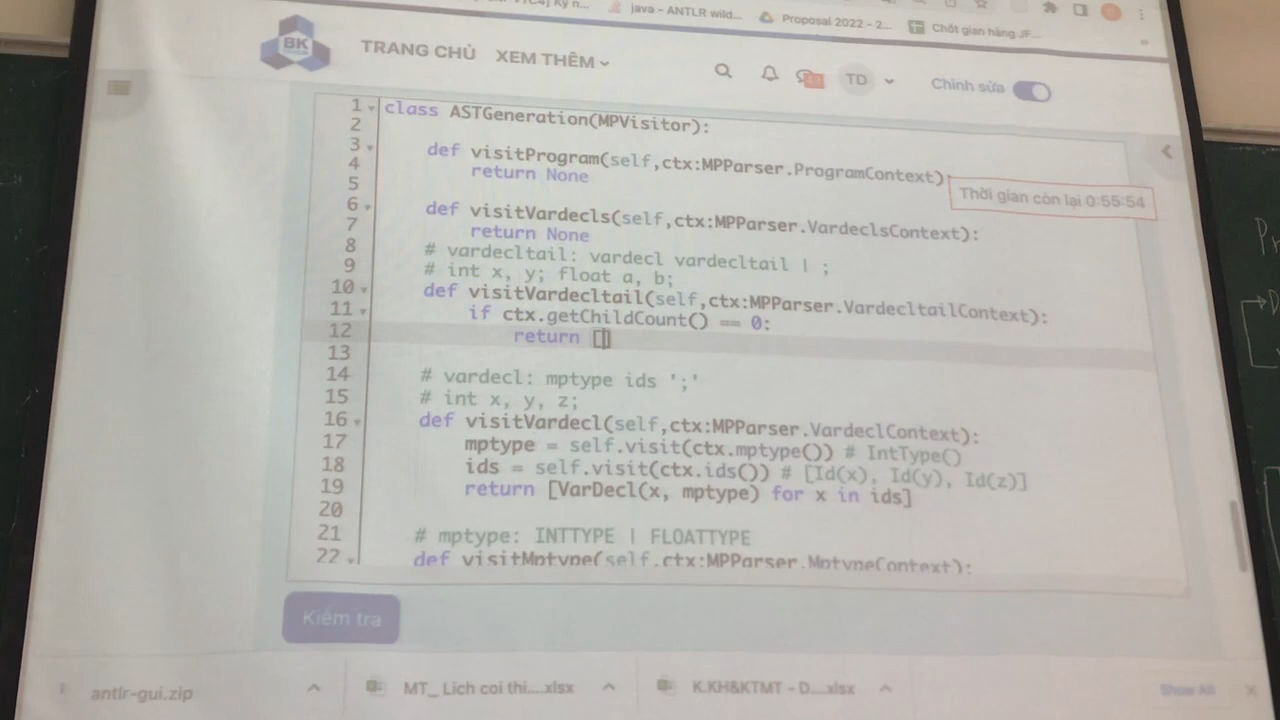 java - ANTLR wild...
Proposal 2022 - 2...
Chốt gian hàng JF...
BK
TRANG CHỦ
XEM THÊM
TD
Chỉnh sửa
Thời gian còn lại 0:55:54
1 class ASTGeneration(MPVisitor):
2
3 def visitProgram(self,ctx:MPParser.ProgramContext)
4 return None
5
6 def visitVardecls(self,ctx:MPParser.VardeclsContext):
7 return None
8 # vardecltail: vardecl vardecltail | ;
9 # int x, y; float a, b;
10 def visitVardecltail(self,ctx:MPParser.VardecltailContext):
11 if ctx.getChildCount() == 0:
12 return []
13
14 # vardecl: mptype ids ';'
15 # int x, y, z;
16 def visitVardecl(self,ctx:MPParser.VardeclContext):
17 mptype = self.visit(ctx.mptype()) # IntType()
18 ids = self.visit(ctx.ids()) # [Id(x), Id(y), Id(z)]
19 return [VarDecl(x, mptype) for x in ids]
20
21 # mptype: INTTYPE | FLOATTYPE
22 def visitMptype(self,ctx:MPParser.MptypeContext):
Kiểm tra
antlr-gui.zip
MT_ Lich coi thi....xlsx
K.KH&KTMT - D....xlsx
Show All